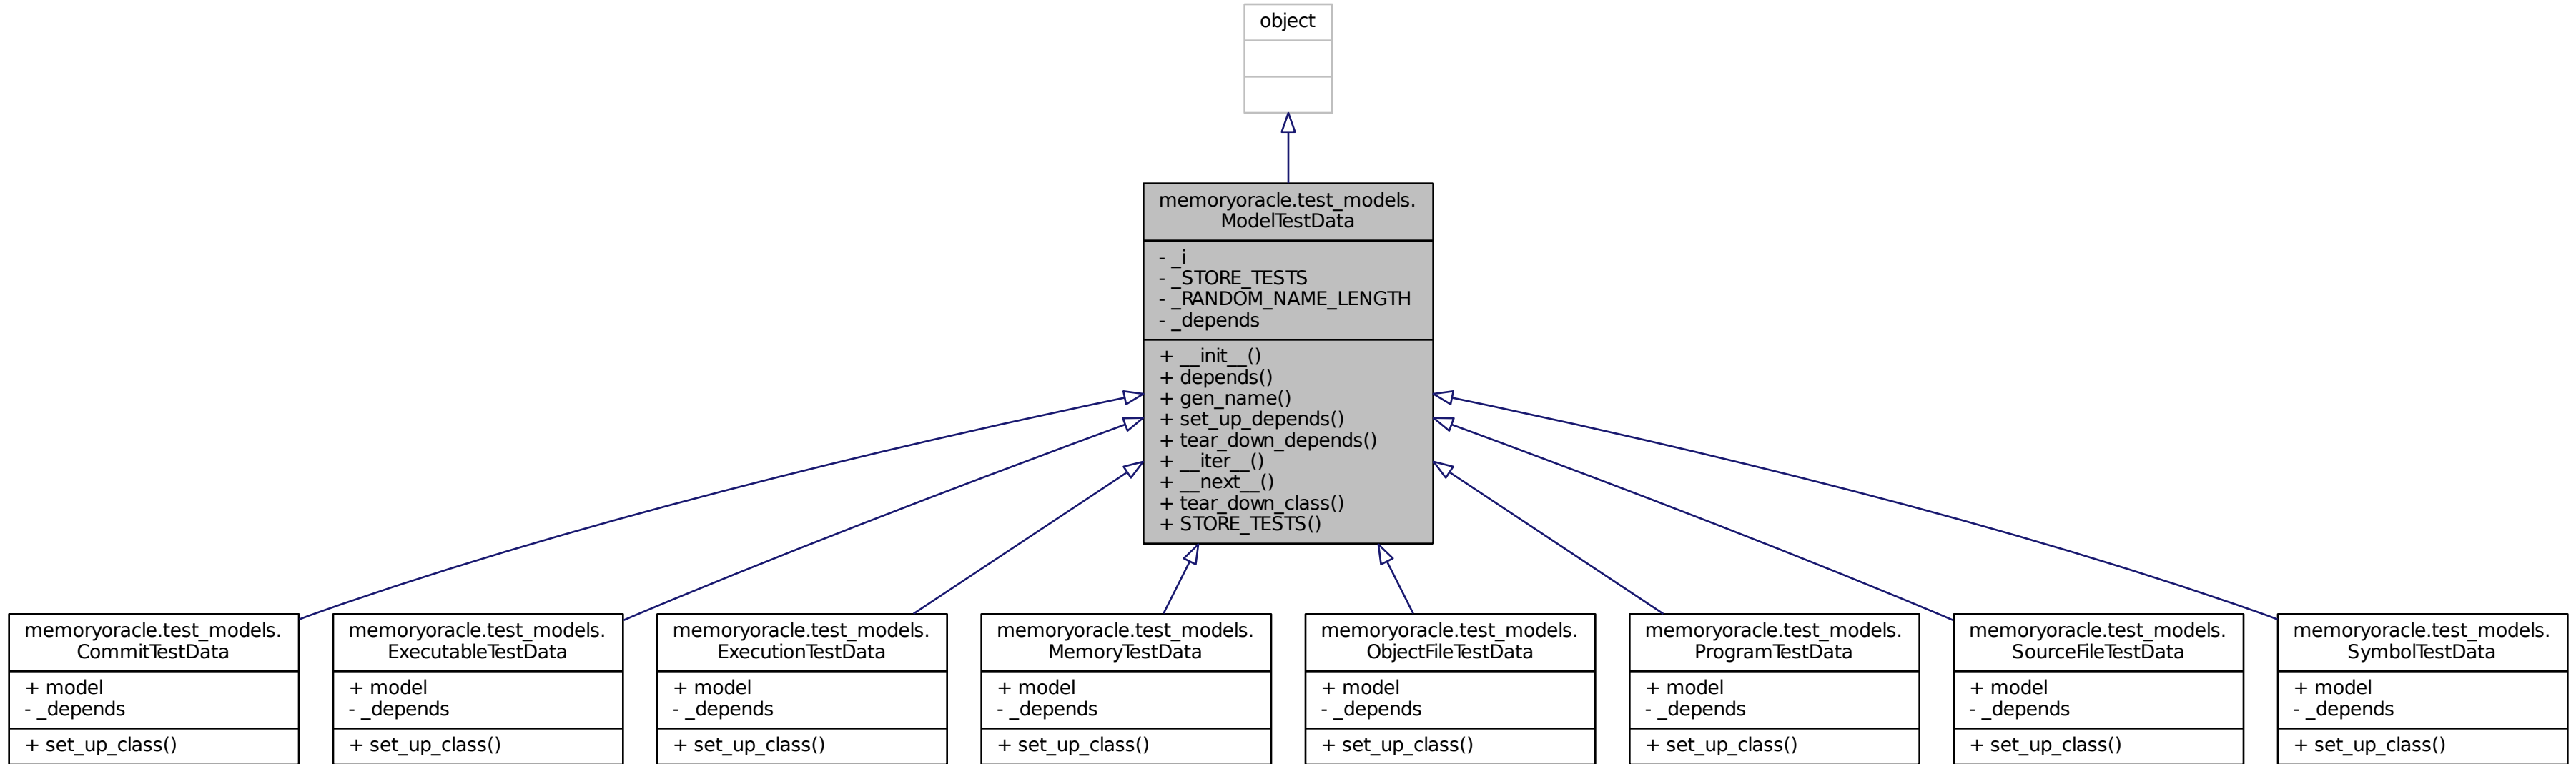 object
memoryoracle.test_models.
ModelTestData
- _i
- _STORE_TESTS
- _RANDOM_NAME_LENGTH
- _depends
+ __init__()
+ depends()
+ gen_name()
+ set_up_depends()
+ tear_down_depends()
+ __iter__()
+ __next__()
+ tear_down_class()
+ STORE_TESTS()
memoryoracle.test_models.
CommitTestData
+ model
- _depends
+ set_up_class()
memoryoracle.test_models.
ExecutableTestData
+ model
- _depends
+ set_up_class()
memoryoracle.test_models.
ExecutionTestData
+ model
- _depends
+ set_up_class()
memoryoracle.test_models.
MemoryTestData
+ model
- _depends
+ set_up_class()
memoryoracle.test_models.
ObjectFileTestData
+ model
- _depends
+ set_up_class()
memoryoracle.test_models.
ProgramTestData
+ model
- _depends
+ set_up_class()
memoryoracle.test_models.
SourceFileTestData
+ model
- _depends
+ set_up_class()
memoryoracle.test_models.
SymbolTestData
+ model
- _depends
+ set_up_class()